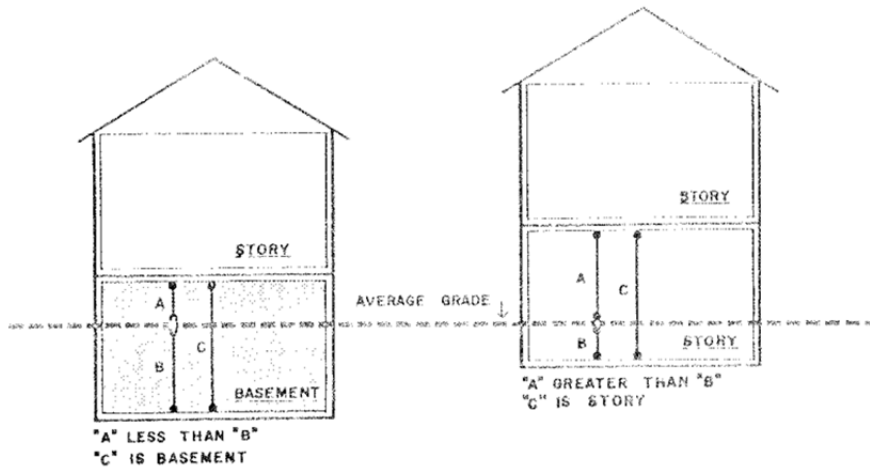 STORY
A
C
B
BASEMENT
"A" LESS THAN "B"
"C" IS BASEMENT
AVERAGE GRADE ↓
STORY
A
C
B
STORY
"A" GREATER THAN "B"
"C" IS STORY